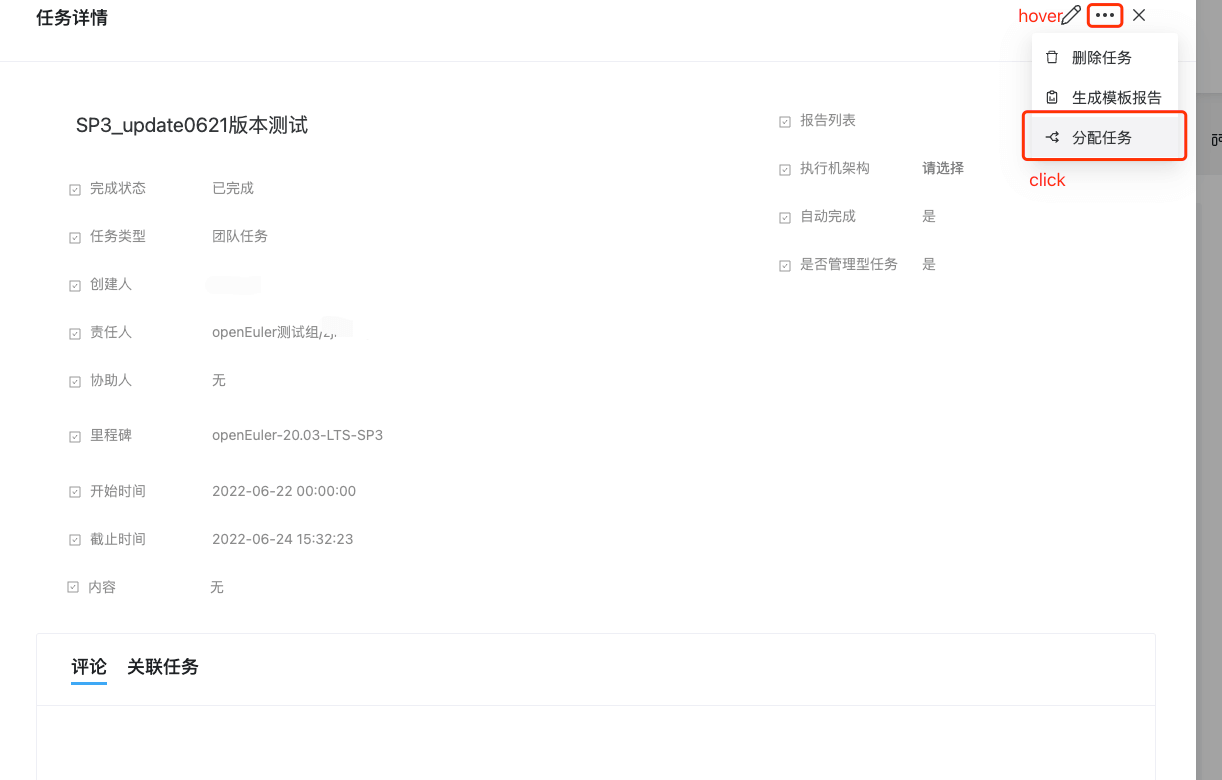 任务详情
hover
删除任务
生成模板报告
分配任务
click
SP3_update0621版本测试
完成状态 已完成
任务类型 团队任务
创建人
责任人 openEuler测试组/
协助人 无
里程碑 openEuler-20.03-LTS-SP3
开始时间 2022-06-22 00:00:00
截止时间 2022-06-24 15:32:23
内容 无
报告列表
执行机架构 请选择
自动完成 是
是否管理型任务 是
评论 关联任务